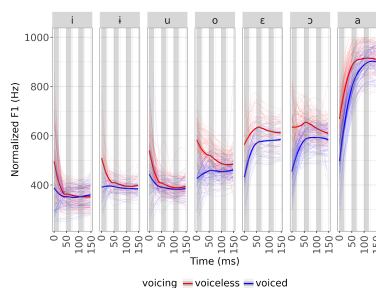 i ɨ u o ɛ ɔ a
Normalized F1 (Hz)
1000
800
600
400
0 50 100 150 0 50 100 150 0 50 100 150 0 50 100 150 0 50 100 150 0 50 100 150 0 50 100 150
Time (ms)
voicing voiceless voiced